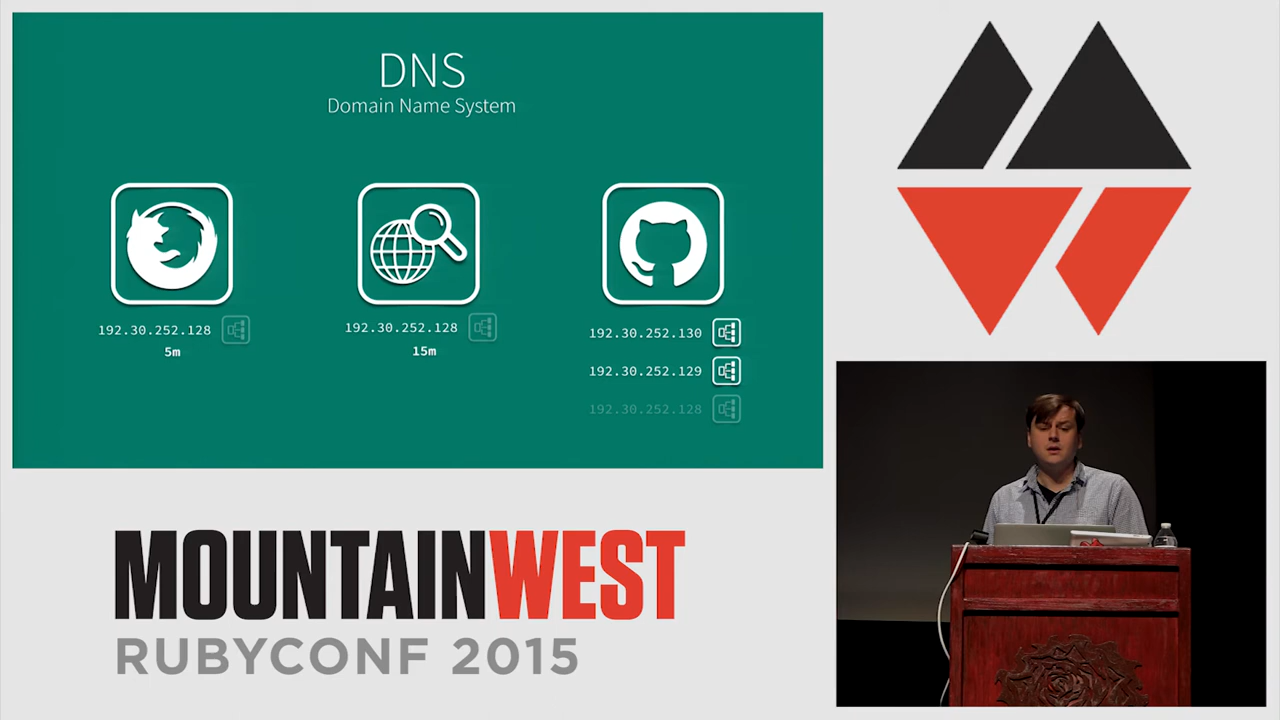 DNS
Domain Name System
192.30.252.128
5m
192.30.252.128
15m
192.30.252.130
192.30.252.129
192.30.252.128
MOUNTAINWEST
RUBYCONF 2015